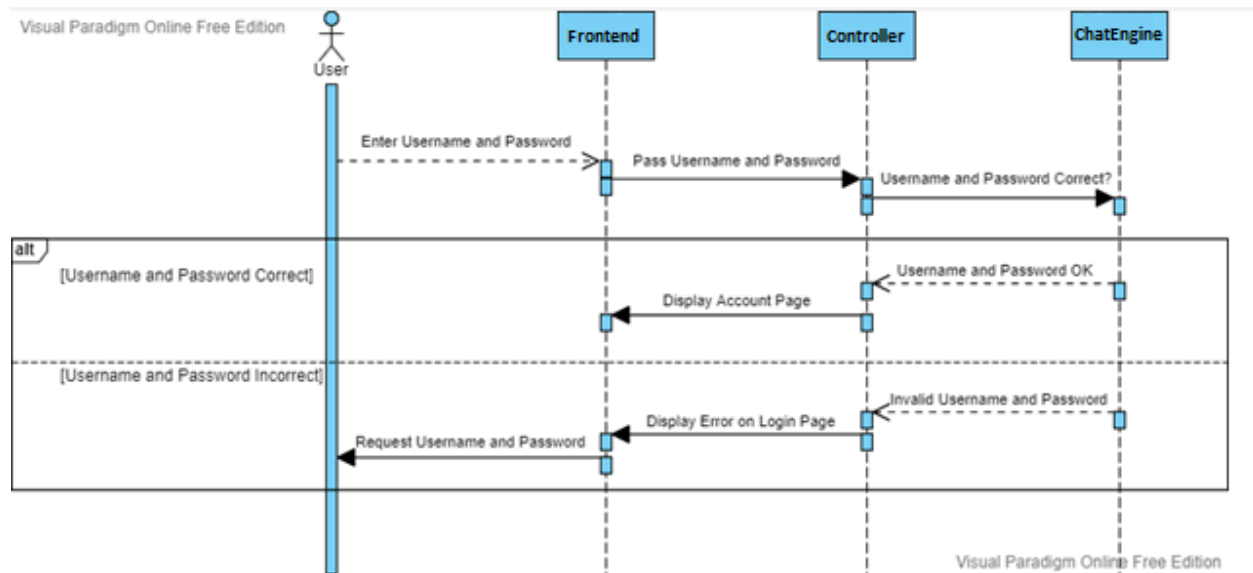 Visual Paradigm Online Free Edition
User
Frontend
Controller
ChatEngine
Enter Username and Password
Pass Username and Password
Username and Password Correct?
alt
[Username and Password Correct]
Username and Password OK
Display Account Page
[Username and Password Incorrect]
Invalid Username and Password
Display Error on Login Page
Request Username and Password
Visual Paradigm Online Free Edition